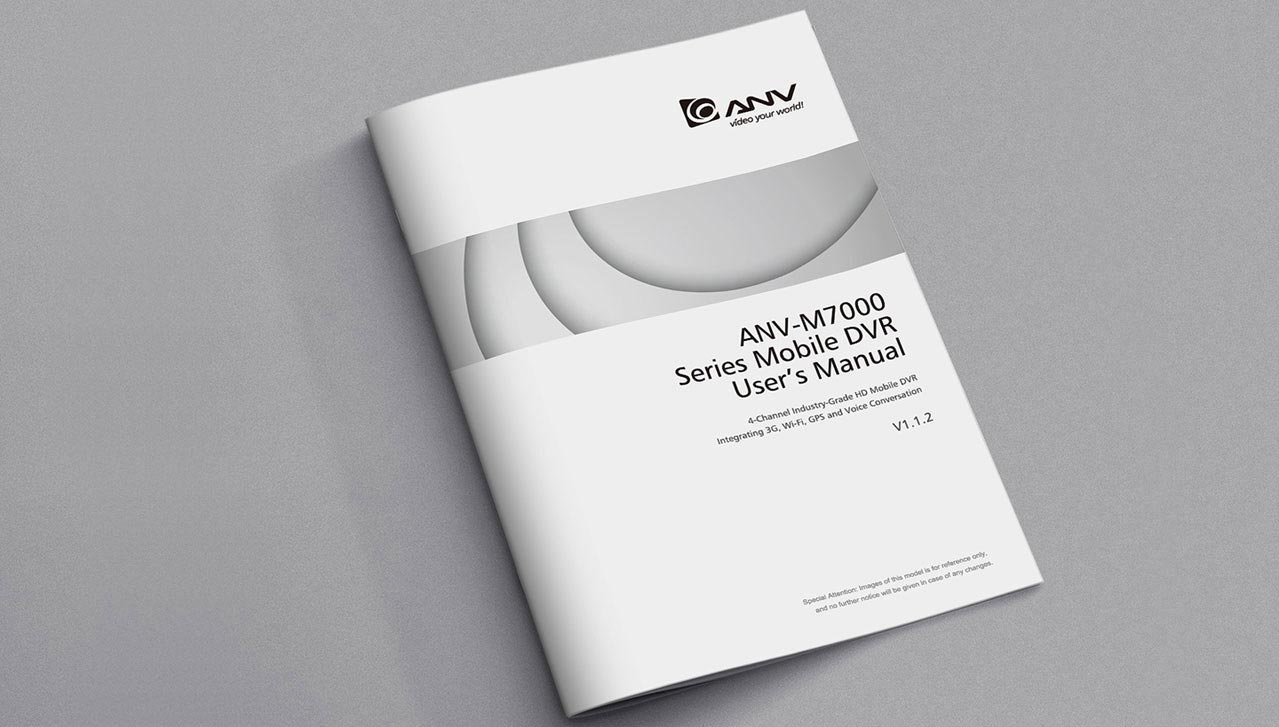 ANV
video your world!
ANV-M7000
Series Mobile DVR
User's Manual
4-Channel Industry-Grade HD Mobile DVR
Integrating 3G, Wi-Fi, GPS and Voice Conversation
V1.1.2
Special Attention: Images of this model is for reference only,
and no further notice will be given in case of any changes.